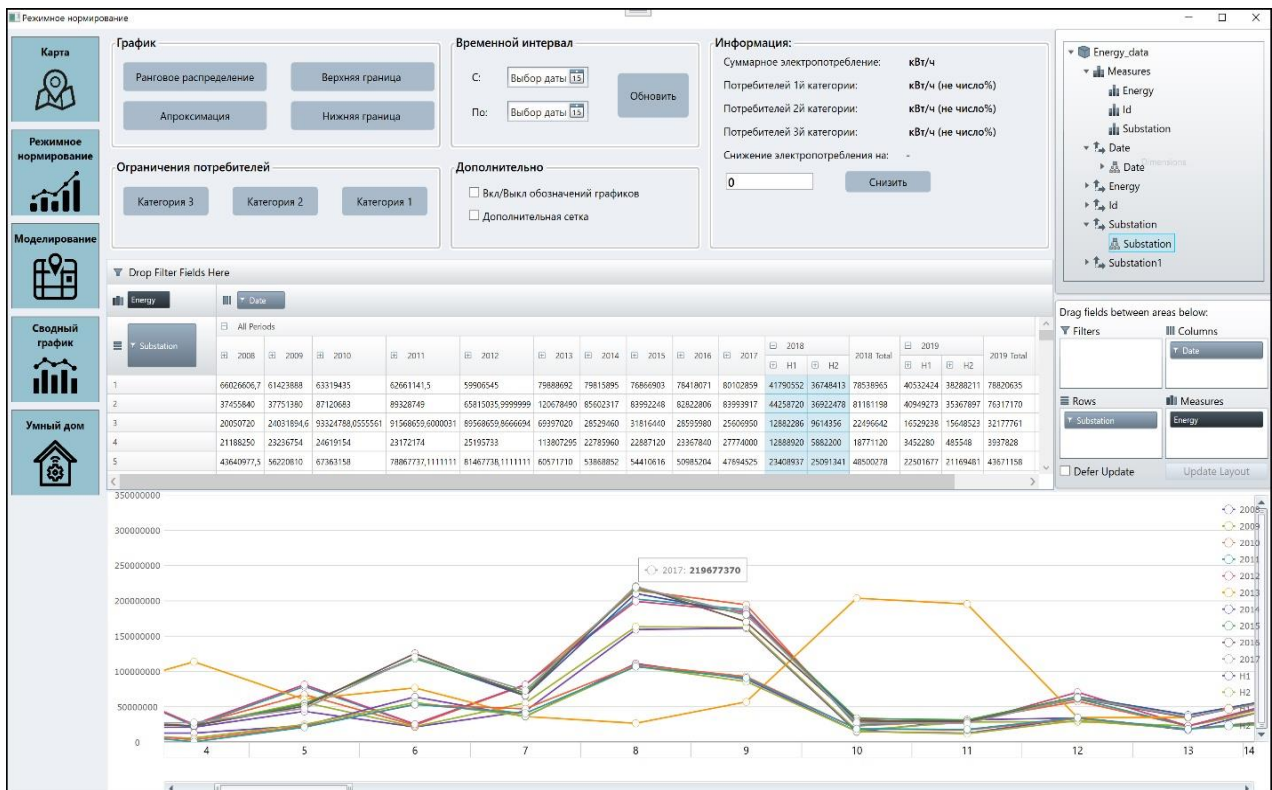 Режимное нормирование
Карта
Режимное
нормирование
Моделирование
Сводный
график
Умный дом
График
Ранговое распределение
Верхняя граница
Апроксимация
Нижняя граница
Временной интервал
С:
Выбор даты
15
По:
Выбор даты
15
Обновить
Информация:
Суммарное электропотребление: кВт/ч
Потребителей 1й категории: кВт/ч (не число%)
Потребителей 2й категории: кВт/ч (не число%)
Потребителей 3й категории: кВт/ч (не число%)
Снижение электропотребления на: -
0
Снизить
Ограничения потребителей
Категория 3
Категория 2
Категория 1
Дополнительно
Вкл/Выкл обозначений графиков
Дополнительная сетка
Energy_data
Measures
Energy
Id
Substation
Date
Date
Dimensions
Energy
Id
Substation
Substation
Substation1
Drop Filter Fields Here
Energy
Date
Substation
All Periods
2008 2009 2010 2011 2012 2013 2014 2015 2016 2017 2018 2018 Total 2019 2019 Total
H1 H2 H1 H2
1 66026606,7 61423888 63319435 62661141,5 59906545 79888692 79815895 76866903 78418071 80102859 41790552 36748413 78538965 40532424 38288211 78820635
2 37455840 37751380 87120683 89328749 65815035,9999999 120678490 85602317 83992248 82822806 83993917 44258720 36922478 81181198 40949273 35367897 76317170
3 20050720 24031894,6 93324788,0555561 91568659,6000031 89568659,8666694 69397020 28529460 31816440 28595980 25606950 12882286 9614356 22496642 16529238 15648523 32177761
4 21188250 23236754 24619154 23172174 25195733 113807295 22785960 22887120 23367840 27774000 12888920 5882200 18771120 3452280 485548 3937828
5 43640977,5 56220810 67363158 78867737,1111111 81467738,1111111 60571710 53868852 54410616 50985204 47694525 23408937 25091341 48500278 22501677 21169481 43671158
Drag fields between areas below:
Filters
Columns
Date
Rows
Measures
Substation
Energy
Defer Update
Update Layout
350000000
300000000
250000000
200000000
150000000
100000000
50000000
0
2017: 219677370
4 5 6 7 8 9 10 11 12 13 14
2008
2009
2010
2011
2012
2013
2014
2015
2016
2017
H1
H2
H2